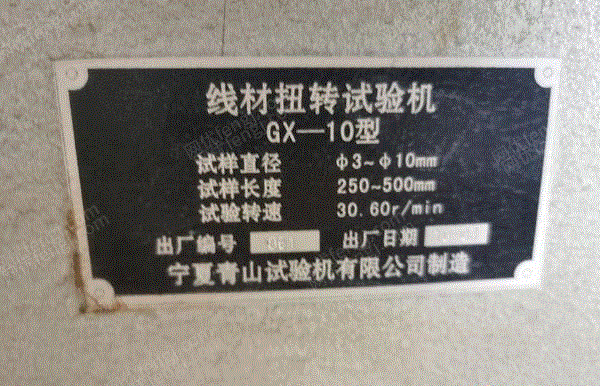 线材扭转试验机
GX—10型
试样直径 φ3~φ10mm
试样长度 250~500mm
试验转速 30.60r/min
出厂编号 出厂日期
宁夏青山试验机有限公司制造